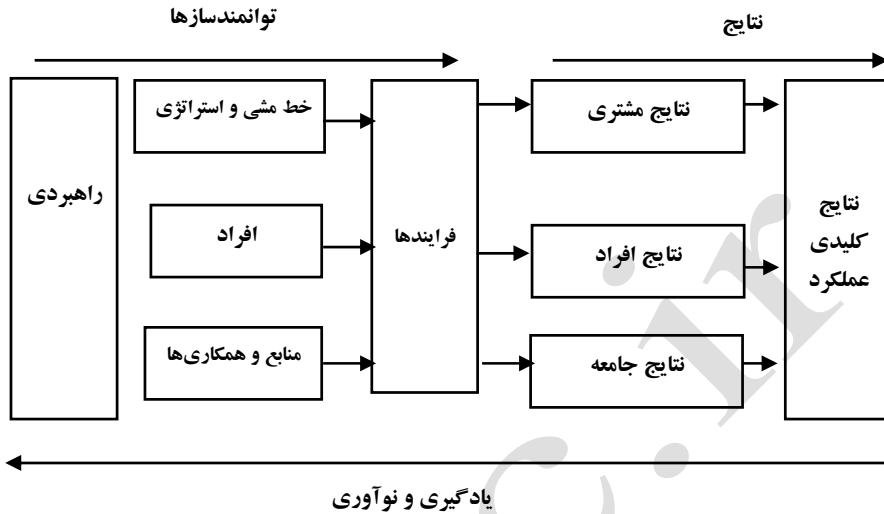 توانمندسازها
نتایج
راهبردی
خط مشی و استراتژی
افراد
منابع و همکاری‌ها
فرایندها
نتایج مشتری
نتایج افراد
نتایج جامعه
نتایج
کلیدی
عملکرد
یادگیری و نوآوری
c.ir